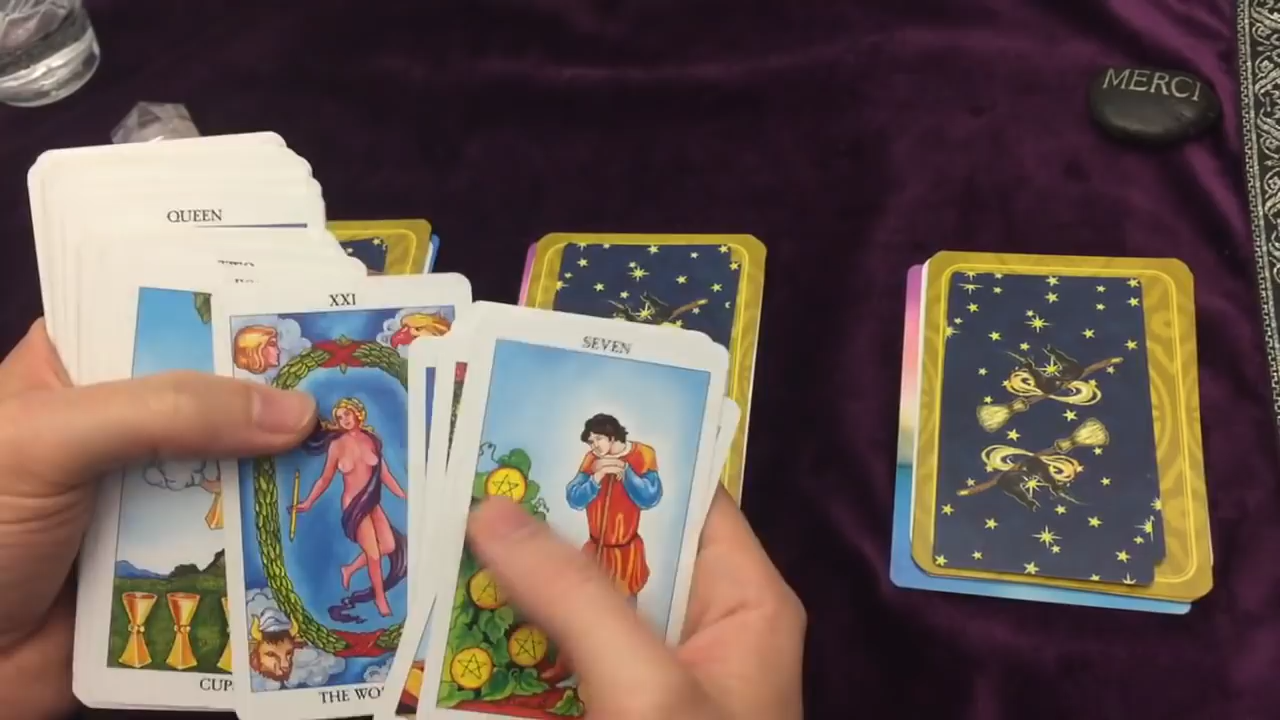 MERCI
QUEEN
XXI
SEVEN
CUP
THE WO